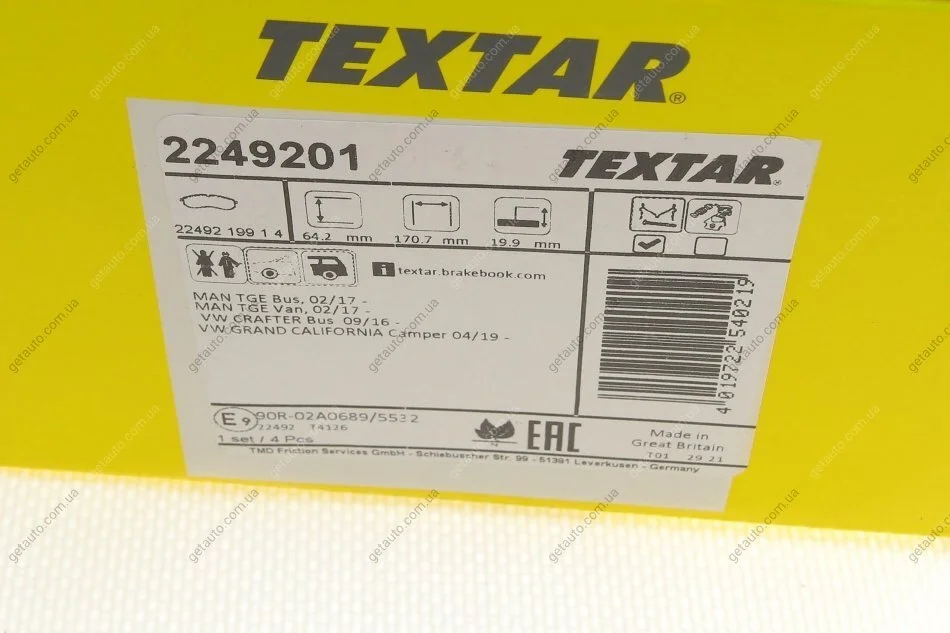 TEXTAR®
2249201
TEXTAR®
22492 199 1 4
64.2 mm
170.7 mm
19.9 mm
i textar.brakebook.com
MAN TGE Bus, 02/17 -
MAN TGE Van, 02/17 -
VW CRAFTER Bus 09/16 -
VW GRAND CALIFORNIA Camper 04/19 -
4 019722 540219
E9 90R-02A0689/5532
22492 T4126
1 set / 4 Pcs
EAC
Made in
Great Britain
T01 29 21
TMD Friction Services GmbH - Schlebuscher Str. 99 - 51381 Leverkusen - Germany
getauto.com.ua